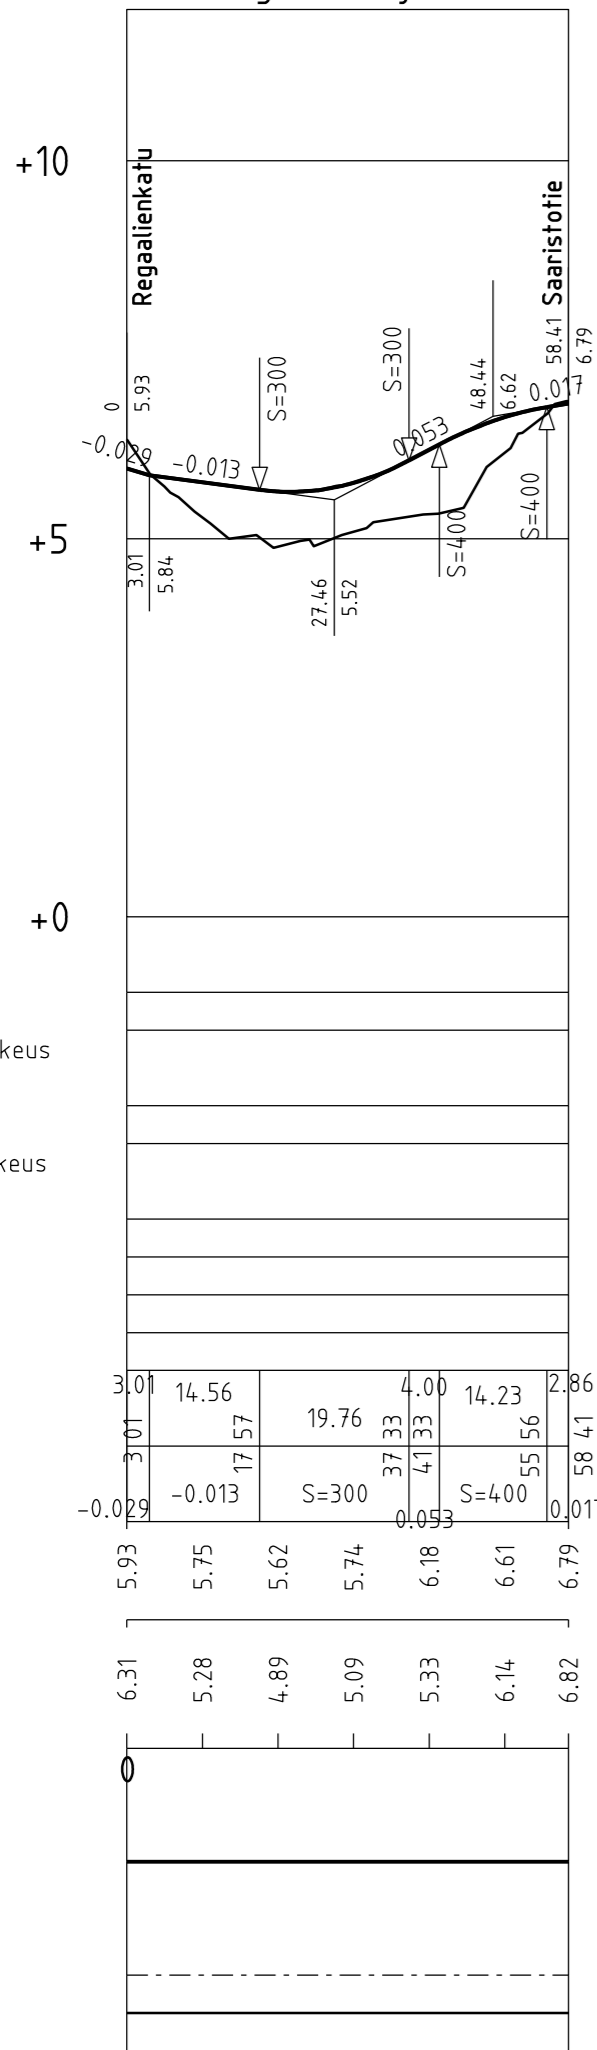 +10
Regaalienkatu
Saaristotie
S=300
S=300
58.41
6.79
48.44
6.62
0
5.93
0.017
-0.029
-0.013
0.053
S=400
S=400
+5
3.01
5.84
27.46
5.52
+0
keus
keus
3.01 14.56 19.76 4.00 14.23 2.86
3 01 17 57 37 33 41 33 55 56 58 41
-0.029 -0.013 S=300 0.053 S=400 0.017
5.93 5.75 5.62 5.74 6.18 6.61 6.79
6.31 5.28 4.89 5.09 5.33 6.14 6.82
0